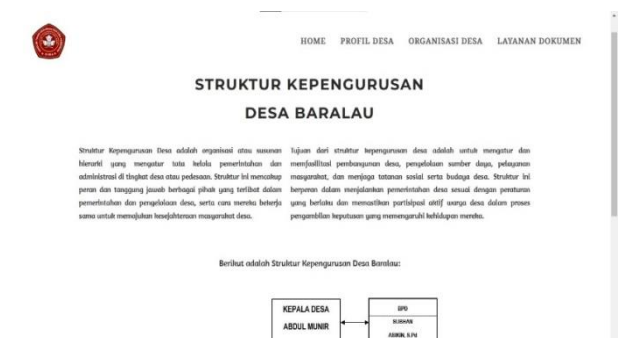 HOME PROFIL DESA ORGANISASI DESA LAYANAN DOKUMEN
STRUKTUR KEPENGURUSAN
DESA BARALAU
Struktur Kepengurusan Desa adalah organisasi atau susunan
hierarki yang mengatur tata kelola pemerintahan dan
administrasi di tingkat desa atau pedesaan. Struktur ini mencakup
peran dan tanggung jawab berbagai pihak yang terlibat dalam
pemerintahan dan pengelolaan desa, serta cara mereka bekerja
sama untuk memajukan kesejahteraan masyarakat desa.
Tujuan dari struktur kepengurusan desa adalah untuk mengatur dan
memfasilitasi pembangunan desa, pengelolaan sumber daya, pelayanan
masyarakat, dan menjaga tatanan sosial serta budaya desa. Struktur ini
berperan dalam menjalankan pemerintahan desa sesuai dengan peraturan
yang berlaku dan memastikan partisipasi aktif warga desa dalam proses
pengambilan keputusan yang memengaruhi kehidupan mereka.
Berikut adalah Struktur Kepengurusan Desa Baralau:
KEPALA DESA
ABDUL MUNIR
SUBHAN